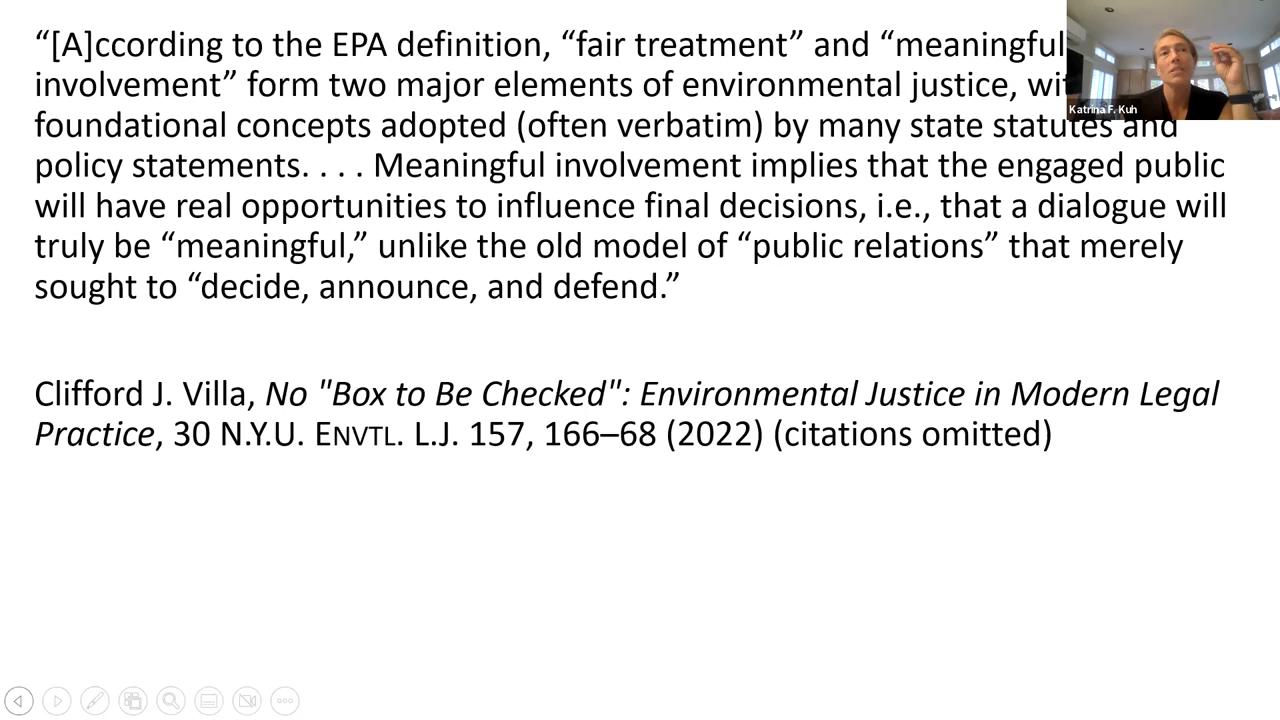 “[A]ccording to the EPA definition, “fair treatment” and “meaningful
involvement” form two major elements of environmental justice,
foundational concepts adopted (often verbatim) by many state statutes and
policy statements. . . . Meaningful involvement implies that the engaged public
will have real opportunities to influence final decisions, i.e., that a dialogue will
truly be “meaningful,” unlike the old model of “public relations” that merely
sought to “decide, announce, and defend.”
Clifford J. Villa, No "Box to Be Checked": Environmental Justice in Modern Legal
Practice, 30 N.Y.U. ENVTL. L.J. 157, 166–68 (2022) (citations omitted)
Katrina F. Kuh